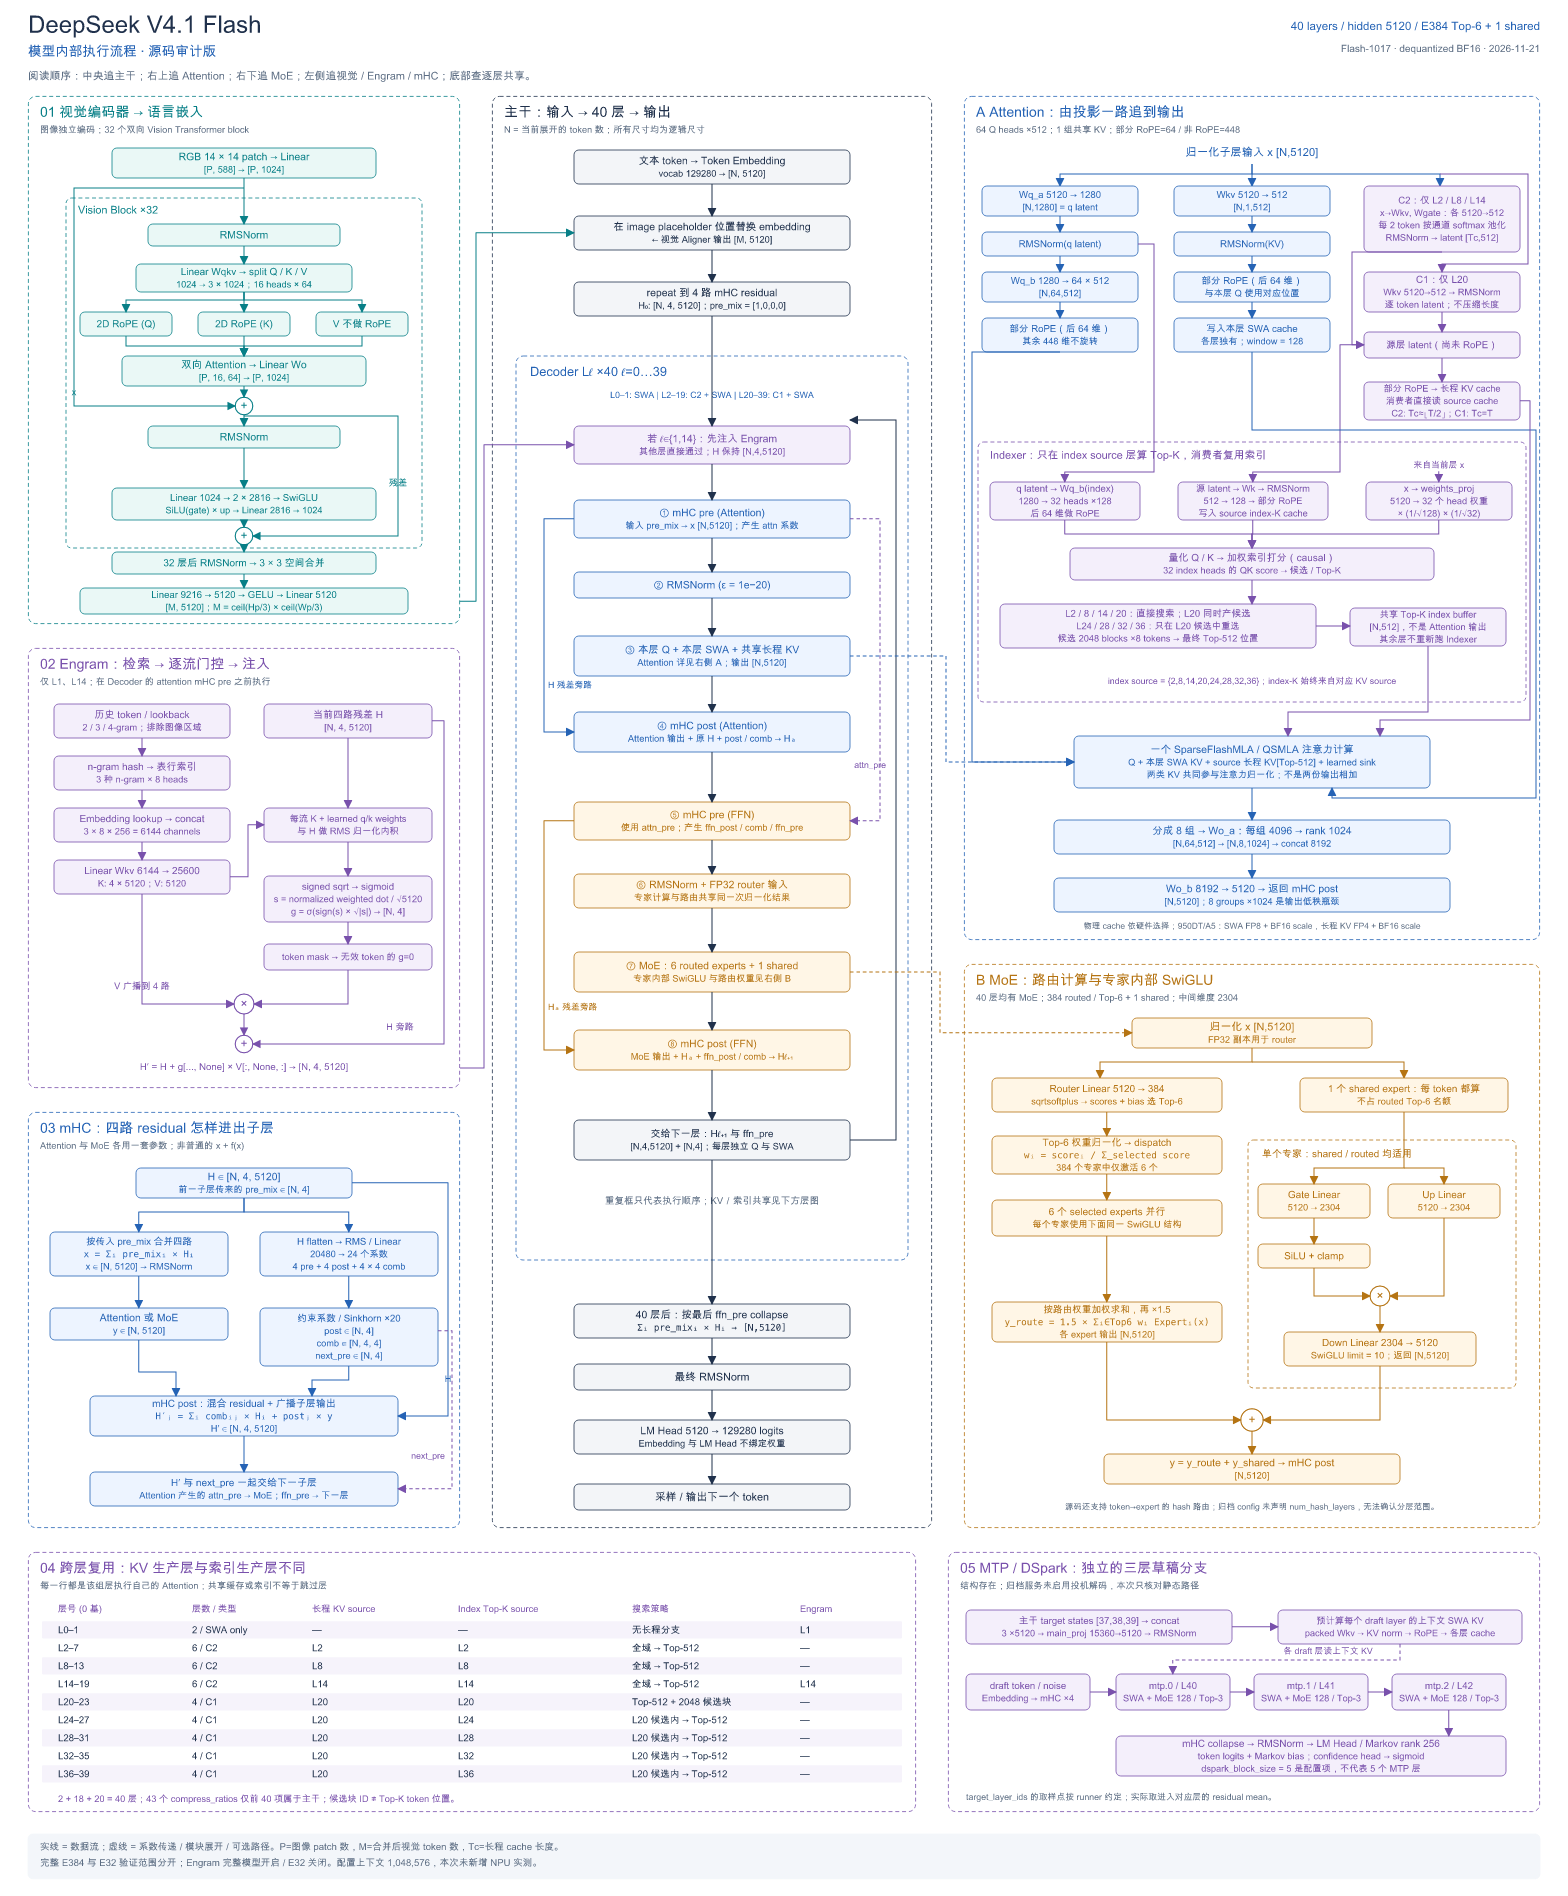 DeepSeek V4.1 Flash
模型内部执行流程 · 源码审计版
40 layers / hidden 5120 / E384 Top-6 + 1 shared
Flash-1017 · dequantized BF16 · 2026-11-21
阅读顺序：中央追主干；右上追 Attention；右下追 MoE；左侧追视觉 / Engram / mHC；底部查逐层共享。
01 视觉编码器 → 语言嵌入
图像独立编码；32 个双向 Vision Transformer block
RGB 14 × 14 patch → Linear
[P, 588] → [P, 1024]
Vision Block ×32
RMSNorm
Linear Wqkv → split Q / K / V
1024 → 3 × 1024；16 heads × 64
2D RoPE (Q)
2D RoPE (K)
V 不做 RoPE
双向 Attention → Linear Wo
[P, 16, 64] → [P, 1024]
x
+
RMSNorm
残差
Linear 1024 → 2 × 2816 → SwiGLU
SiLU(gate) × up → Linear 2816 → 1024
+
32 层后 RMSNorm → 3 × 3 空间合并
Linear 9216 → 5120 → GELU → Linear 5120
[M, 5120]；M = ceil(Hp/3) × ceil(Wp/3)
02 Engram：检索 → 逐流门控 → 注入
仅 L1、L14；在 Decoder 的 attention mHC pre 之前执行
历史 token / lookback
2 / 3 / 4-gram；排除图像区域
当前四路残差 H
[N, 4, 5120]
n-gram hash → 表行索引
3 种 n-gram × 8 heads
Embedding lookup → concat
3 × 8 × 256 = 6144 channels
每流 K + learned q/k weights
与 H 做 RMS 归一化内积
Linear Wkv 6144 → 25600
K: 4 × 5120；V: 5120
signed sqrt → sigmoid
s = normalized weighted dot / √5120
g = σ(sign(s) × √|s|) → [N, 4]
token mask → 无效 token 的 g=0
V 广播到 4 路
×
H 旁路
+
H′ = H + g[..., None] × V[:, None, :] → [N, 4, 5120]
03 mHC：四路 residual 怎样进出子层
Attention 与 MoE 各用一套参数；非普通的 x + f(x)
H ∈ [N, 4, 5120]
前一子层传来的 pre_mix ∈ [N, 4]
按传入 pre_mix 合并四路
x = Σᵢ pre_mixᵢ × Hᵢ
x ∈ [N, 5120] → RMSNorm
H flatten → RMS / Linear
20480 → 24 个系数
4 pre + 4 post + 4 × 4 comb
Attention 或 MoE
y ∈ [N, 5120]
约束系数 / Sinkhorn ×20
post ∈ [N, 4]
comb ∈ [N, 4, 4]
next_pre ∈ [N, 4]
H
mHC post：混合 residual + 广播子层输出
H′ⱼ = Σᵢ combᵢⱼ × Hᵢ + postⱼ × y
H′ ∈ [N, 4, 5120]
next_pre
H′ 与 next_pre 一起交给下一子层
Attention 产生的 attn_pre → MoE；ffn_pre → 下一层
主干：输入 → 40 层 → 输出
N = 当前展开的 token 数；所有尺寸均为逻辑尺寸
文本 token → Token Embedding
vocab 129280 → [N, 5120]
在 image placeholder 位置替换 embedding
← 视觉 Aligner 输出 [M, 5120]
repeat 到 4 路 mHC residual
H₀: [N, 4, 5120]；pre_mix = [1,0,0,0]
Decoder Lℓ ×40 ℓ=0…39
L0–1: SWA | L2–19: C2 + SWA | L20–39: C1 + SWA
若 ℓ∈{1,14}：先注入 Engram
其他层直接通过；H 保持 [N,4,5120]
① mHC pre (Attention)
输入 pre_mix → x [N,5120]；产生 attn 系数
② RMSNorm (ε = 1e−20)
③ 本层 Q + 本层 SWA + 共享长程 KV
Attention 详见右侧 A；输出 [N,5120]
H 残差旁路
④ mHC post (Attention)
Attention 输出 + 原 H + post / comb → Hₐ
attn_pre
⑤ mHC pre (FFN)
使用 attn_pre；产生 ffn_post / comb / ffn_pre
⑥ RMSNorm + FP32 router 输入
专家计算与路由共享同一次归一化结果
⑦ MoE：6 routed experts + 1 shared
专家内部 SwiGLU 与路由权重见右侧 B
Hₐ 残差旁路
⑧ mHC post (FFN)
MoE 输出 + Hₐ + ffn_post / comb → Hℓ₊₁
交给下一层：Hℓ₊₁ 与 ffn_pre
[N,4,5120] + [N,4]；每层独立 Q 与 SWA
重复框只代表执行顺序；KV / 索引共享见下方层图
40 层后：按最后 ffn_pre collapse
Σᵢ pre_mixᵢ × Hᵢ → [N,5120]
最终 RMSNorm
LM Head 5120 → 129280 logits
Embedding 与 LM Head 不绑定权重
采样 / 输出下一个 token
A Attention：由投影一路追到输出
64 Q heads ×512；1 组共享 KV；部分 RoPE=64 / 非 RoPE=448
归一化子层输入 x [N,5120]
Wq_a 5120 → 1280
[N,1280] = q latent
Wkv 5120 → 512
[N,1,512]
C2：仅 L2 / L8 / L14
x→Wkv, Wgate：各 5120→512
每 2 token 按通道 softmax 池化
RMSNorm → latent [Tc,512]
RMSNorm(q latent)
RMSNorm(KV)
Wq_b 1280 → 64 × 512
[N,64,512]
部分 RoPE（后 64 维）
与本层 Q 使用对应位置
C1：仅 L20
Wkv 5120→512 → RMSNorm
逐 token latent；不压缩长度
部分 RoPE（后 64 维）
其余 448 维不旋转
写入本层 SWA cache
各层独有；window = 128
源层 latent（尚未 RoPE）
部分 RoPE → 长程 KV cache
消费者直接读 source cache
C2: Tc≈⌊T/2⌋；C1: Tc=T
Indexer：只在 index source 层算 Top-K，消费者复用索引
来自当前层 x
q latent → Wq_b(index)
1280 → 32 heads ×128
后 64 维做 RoPE
源 latent → Wk → RMSNorm
512 → 128 → 部分 RoPE
写入 source index-K cache
x → weights_proj
5120 → 32 个 head 权重
× (1/√128) × (1/√32)
量化 Q / K → 加权索引打分（causal）
32 index heads 的 QK score → 候选 / Top-K
L2 / 8 / 14 / 20：直接搜索；L20 同时产候选
L24 / 28 / 32 / 36：只在 L20 候选中重选
候选 2048 blocks ×8 tokens → 最终 Top-512 位置
共享 Top-K index buffer
[N,512]，不是 Attention 输出
其余层不重新跑 Indexer
index source = {2,8,14,20,24,28,32,36}；index-K 始终来自对应 KV source
一个 SparseFlashMLA / QSMLA 注意力计算
Q + 本层 SWA KV + source 长程 KV[Top-512] + learned sink
两类 KV 共同参与注意力归一化；不是两份输出相加
分成 8 组 → Wo_a：每组 4096 → rank 1024
[N,64,512] → [N,8,1024] → concat 8192
Wo_b 8192 → 5120 → 返回 mHC post
[N,5120]；8 groups ×1024 是输出低秩瓶颈
物理 cache 依硬件选择；950DT/A5：SWA FP8 + BF16 scale，长程 KV FP4 + BF16 scale
B MoE：路由计算与专家内部 SwiGLU
40 层均有 MoE；384 routed / Top-6 + 1 shared；中间维度 2304
归一化 x [N,5120]
FP32 副本用于 router
Router Linear 5120 → 384
sqrtsoftplus → scores + bias 选 Top-6
1 个 shared expert：每 token 都算
不占 routed Top-6 名额
Top-6 权重归一化 → dispatch
wᵢ = scoreᵢ / Σ_selected score
384 个专家中仅激活 6 个
单个专家：shared / routed 均适用
Gate Linear
5120 → 2304
Up Linear
5120 → 2304
6 个 selected experts 并行
每个专家使用下面同一 SwiGLU 结构
SiLU + clamp
×
按路由权重加权求和，再 ×1.5
y_route = 1.5 × Σᵢ∈Top6 wᵢ Expertᵢ(x)
各 expert 输出 [N,5120]
Down Linear 2304 → 5120
SwiGLU limit = 10；返回 [N,5120]
+
y = y_route + y_shared → mHC post
[N,5120]
源码还支持 token→expert 的 hash 路由；归档 config 未声明 num_hash_layers，无法确认分层范围。
04 跨层复用：KV 生产层与索引生产层不同
每一行都是该组层执行自己的 Attention；共享缓存或索引不等于跳过层
层号 (0 基) 层数 / 类型 长程 KV source Index Top-K source 搜索策略 Engram
L0–1 2 / SWA only — — 无长程分支 L1
L2–7 6 / C2 L2 L2 全域 → Top-512 —
L8–13 6 / C2 L8 L8 全域 → Top-512 —
L14–19 6 / C2 L14 L14 全域 → Top-512 L14
L20–23 4 / C1 L20 L20 Top-512 + 2048 候选块 —
L24–27 4 / C1 L20 L24 L20 候选内 → Top-512 —
L28–31 4 / C1 L20 L28 L20 候选内 → Top-512 —
L32–35 4 / C1 L20 L32 L20 候选内 → Top-512 —
L36–39 4 / C1 L20 L36 L20 候选内 → Top-512 —
2 + 18 + 20 = 40 层；43 个 compress_ratios 仅前 40 项属于主干；候选块 ID ≠ Top-K token 位置。
05 MTP / DSpark：独立的三层草稿分支
结构存在；归档服务未启用投机解码，本次只核对静态路径
主干 target states [37,38,39] → concat
3 ×5120 → main_proj 15360→5120 → RMSNorm
预计算每个 draft layer 的上下文 SWA KV
packed Wkv → KV norm → RoPE → 各层 cache
各 draft 层读上下文 KV
draft token / noise
Embedding → mHC ×4
mtp.0 / L40
SWA + MoE 128 / Top-3
mtp.1 / L41
SWA + MoE 128 / Top-3
mtp.2 / L42
SWA + MoE 128 / Top-3
mHC collapse → RMSNorm → LM Head / Markov rank 256
token logits + Markov bias；confidence head → sigmoid
dspark_block_size = 5 是配置项，不代表 5 个 MTP 层
target_layer_ids 的取样点按 runner 约定；实际取进入对应层的 residual mean。
实线 = 数据流；虚线 = 系数传递 / 模块展开 / 可选路径。P=图像 patch 数，M=合并后视觉 token 数，Tc=长程 cache 长度。
完整 E384 与 E32 验证范围分开；Engram 完整模型开启 / E32 关闭。配置上下文 1,048,576，本次未新增 NPU 实测。